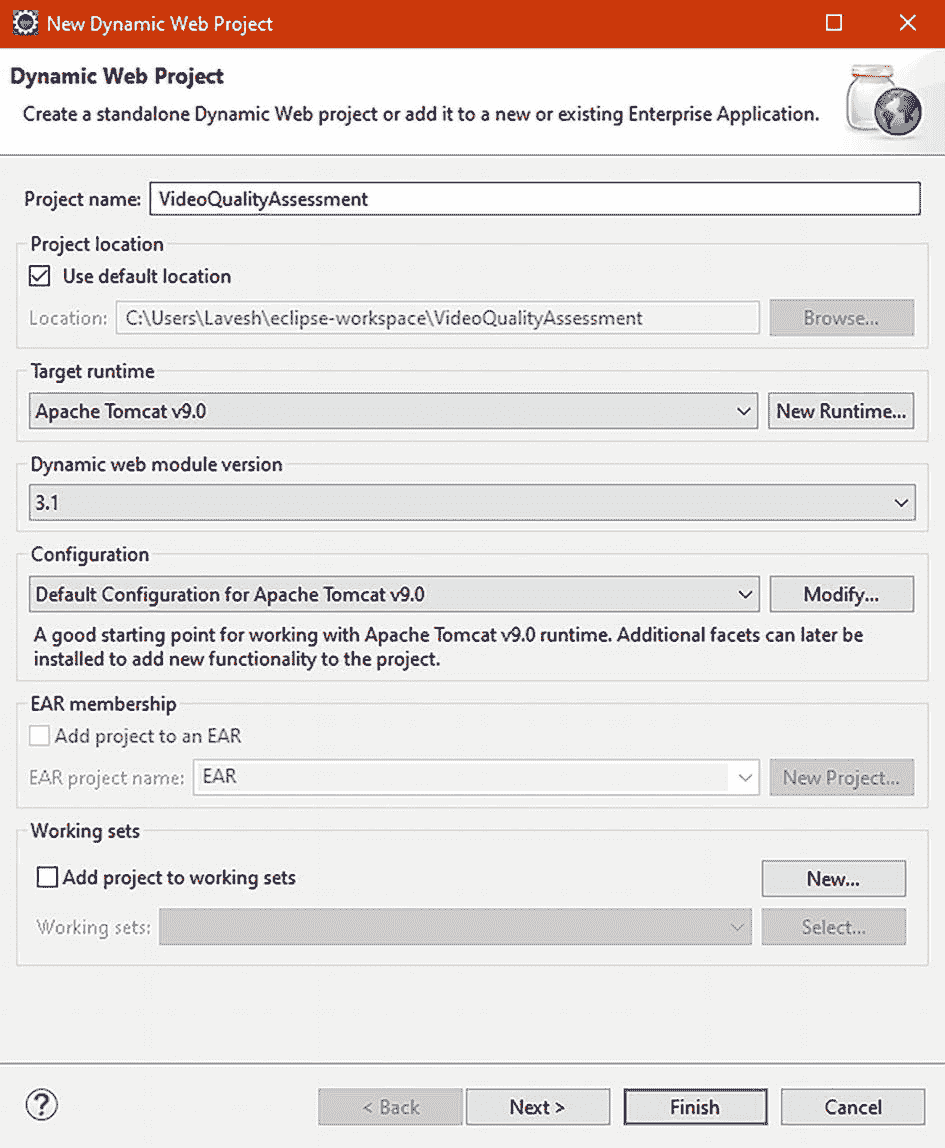 New Dynamic Web Project
Dynamic Web Project
Create a standalone Dynamic Web project or add it to a new or existing Enterprise Application.
Project name: VideoQualityAssessment
Project location
Use default location
Location: C:\Users\Lavesh\eclipse-workspace\VideoQualityAssessment Browse...
Target runtime
Apache Tomcat v9.0 New Runtime...
Dynamic web module version
3.1
Configuration
Default Configuration for Apache Tomcat v9.0 Modify...
A good starting point for working with Apache Tomcat v9.0 runtime. Additional facets can later be
installed to add new functionality to the project.
EAR membership
Add project to an EAR
EAR project name: EAR New Project...
Working sets
Add project to working sets New...
Working sets: Select...
? < Back Next > Finish Cancel